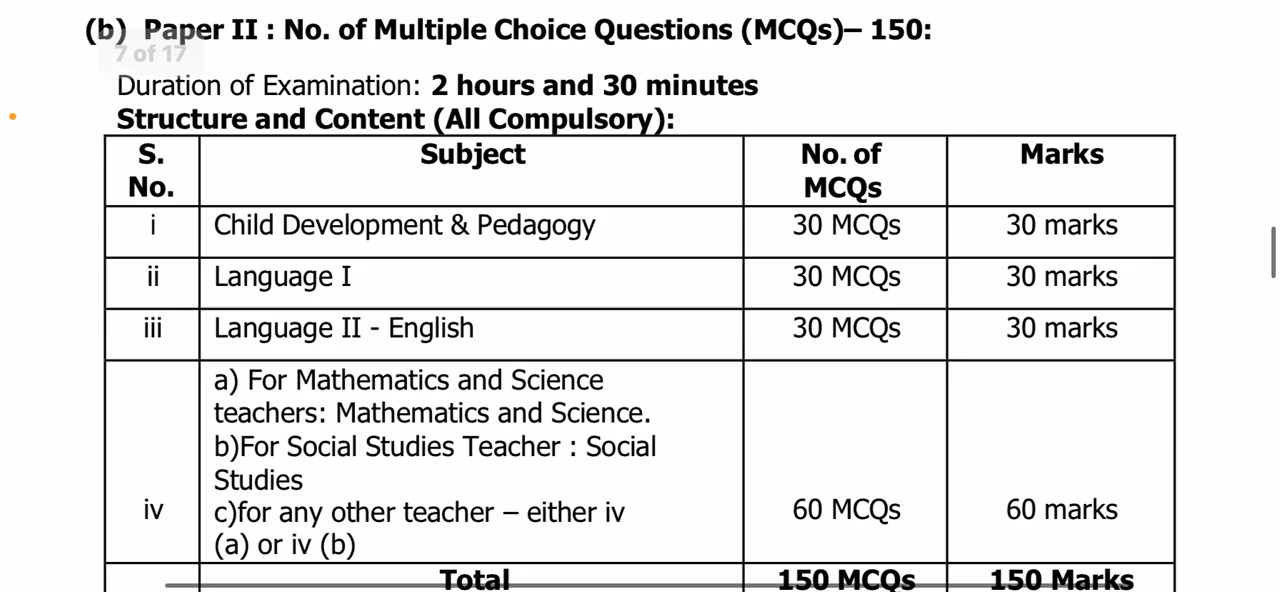 (b) Paper II : No. of Multiple Choice Questions (MCQs)– 150:
7 of 17
Duration of Examination: 2 hours and 30 minutes
Structure and Content (All Compulsory):
S. No. Subject No. of MCQs Marks
i Child Development & Pedagogy 30 MCQs 30 marks
ii Language I 30 MCQs 30 marks
iii Language II - English 30 MCQs 30 marks
a) For Mathematics and Science
teachers: Mathematics and Science.
b)For Social Studies Teacher : Social
Studies
iv c)for any other teacher – either iv 60 MCQs 60 marks
(a) or iv (b)
Total 150 MCQs 150 Marks